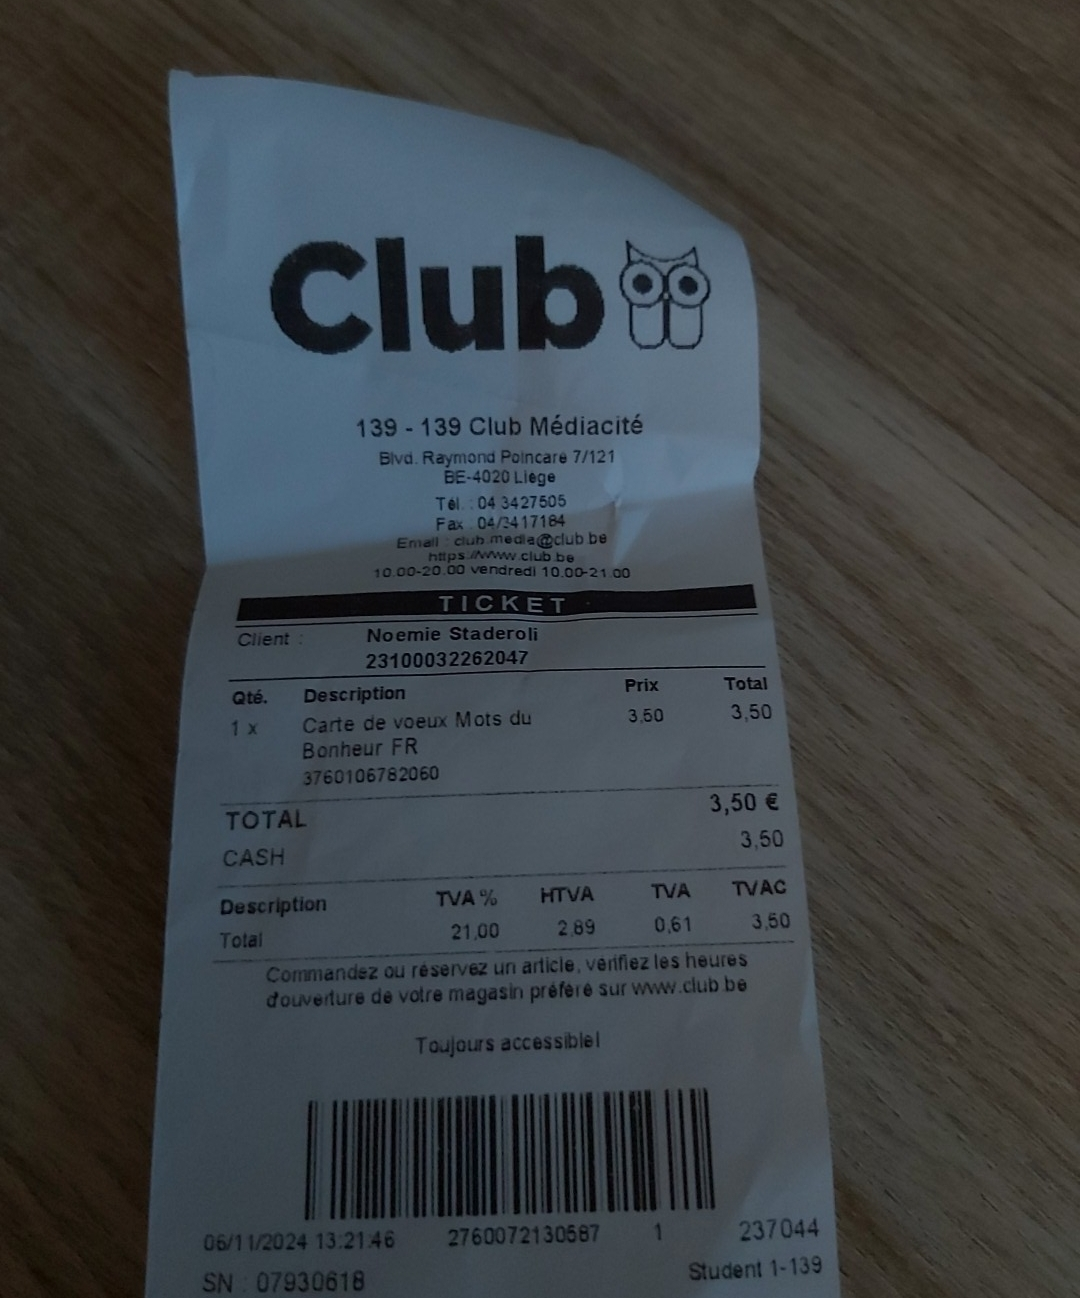 Club
139 - 139 Club Médiacité
Blvd. Raymond Poincaré 7/121
BE-4020 Liège
Tél. : 04 3427505
Fax : 04/3417184
Email : club.media@club.be
https://www.club.be
10.00-20.00 vendredi 10.00-21.00
TICKET
Client : Noemie Staderoli
23100032262047
Qté. Description Prix Total
1 x Carte de voeux Mots du 3,50 3,50
Bonheur FR
3760106782060
TOTAL 3,50 €
CASH 3,50
Description TVA % HTVA TVA TVAC
Total 21,00 2,89 0,61 3,50
Commandez ou réservez un article, vérifiez les heures
d'ouverture de votre magasin préféré sur www.club.be
Toujours accessible!
06/11/2024 13:21:46 2760072130587 1 237044
SN : 07930618 Student 1-139